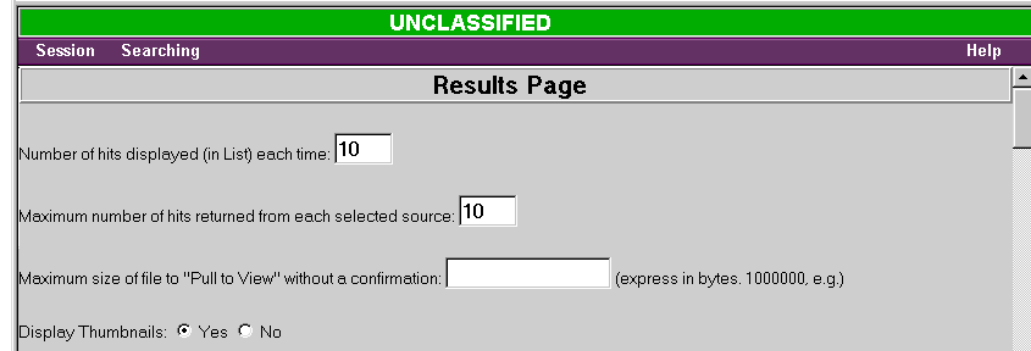 UNCLASSIFIED
Session Searching Help
Results Page
Number of hits displayed (in List) each time: 10
Maximum number of hits returned from each selected source: 10
Maximum size of file to "Pull to View" without a confirmation: (express in bytes. 1000000, e.g.)
Display Thumbnails: Yes No